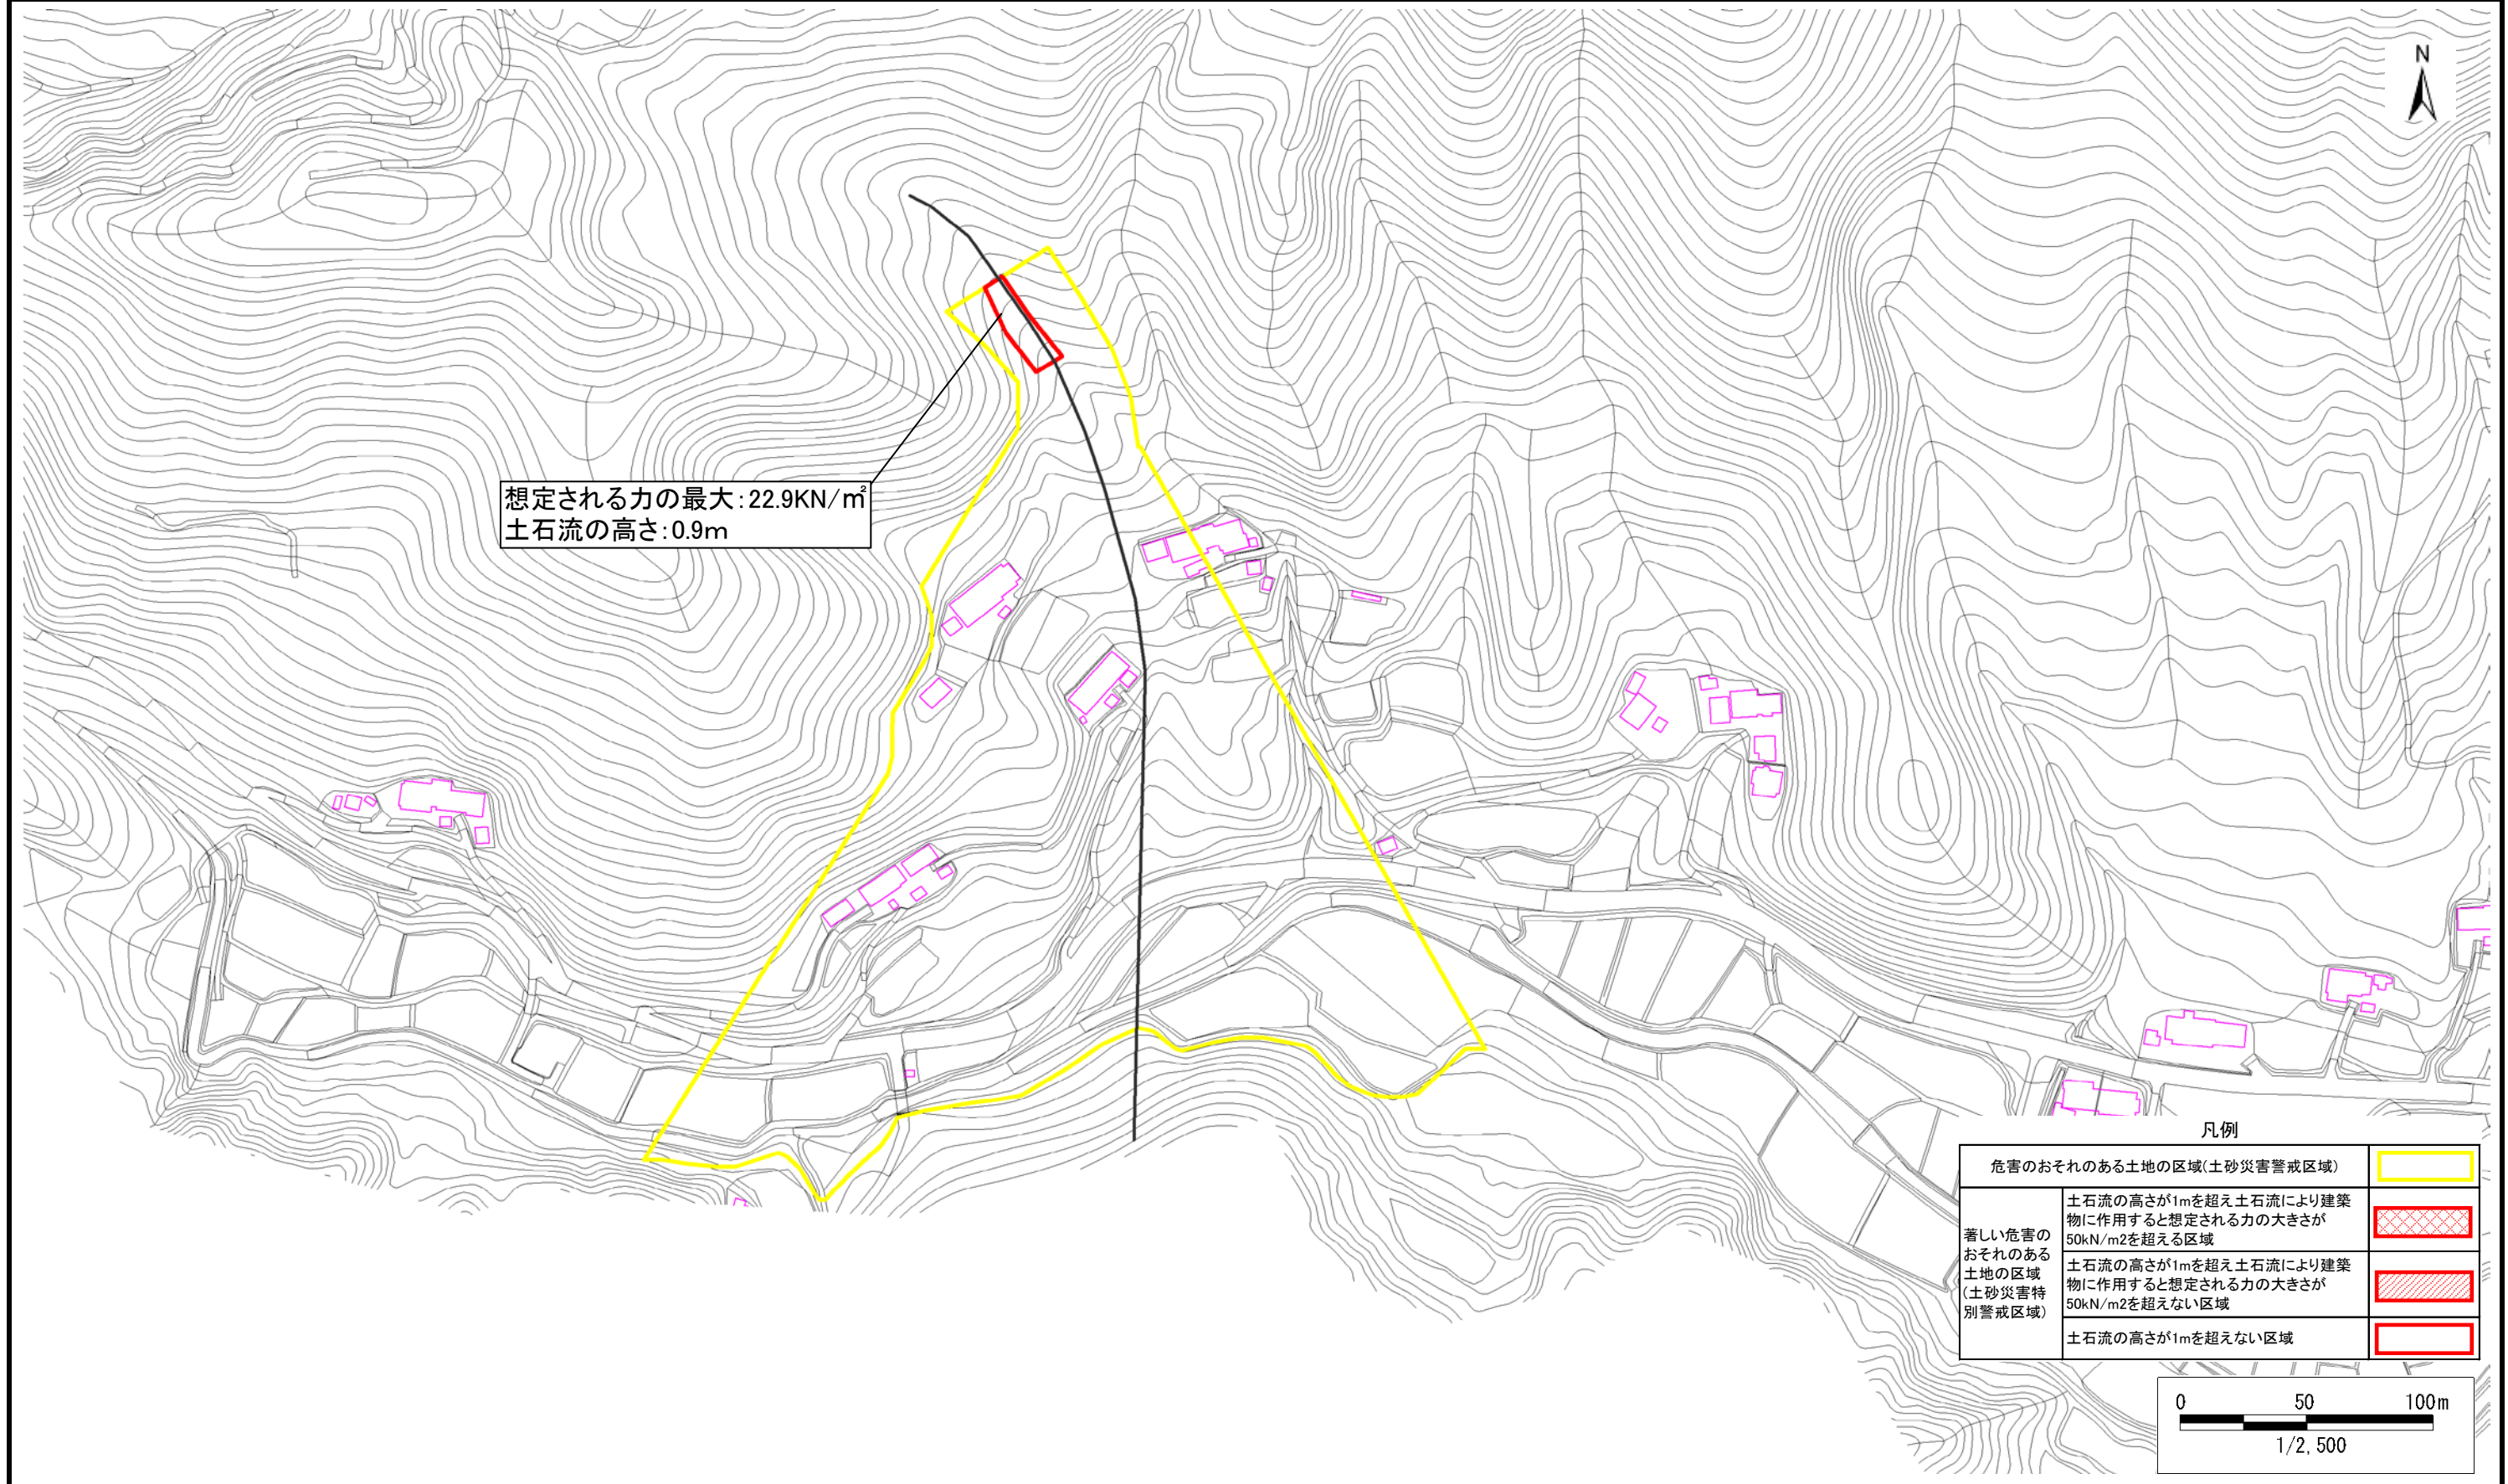 N
想定される力の最大:22.9KN/㎡
土石流の高さ:0.9m
凡例
危害のおそれのある土地の区域(土砂災害警戒区域)
著しい危害の
おそれのある
土地の区域
(土砂災害特
別警戒区域)
土石流の高さが1mを超え土石流により建築
物に作用すると想定される力の大きさが
50kN/m2を超える区域
土石流の高さが1mを超え土石流により建築
物に作用すると想定される力の大きさが
50kN/m2を超えない区域
土石流の高さが1mを超えない区域
0 50 100m
1/2,500